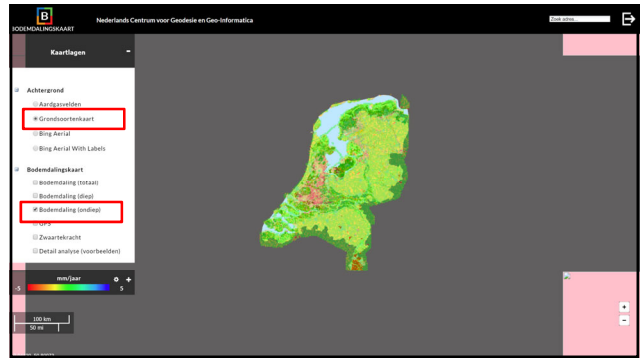 B
BODEMDALINGSKAART
Nederlands Centrum voor Geodesie en Geo-Informatica
Zoek adres...
Kaartlagen
-
Achtergrond
Aardgasvelden
Grondsoortenkaart
Bing Aerial
Bing Aerial With Labels
Bodemdalingskaart
Bodemdaling (totaal)
Bodemdaling (diep)
Bodemdaling (ondiep)
GPS
Zwaartekracht
Detail analyse (voorbeelden)
mm/jaar
+
-5
5
100 km
50 mi
+
-